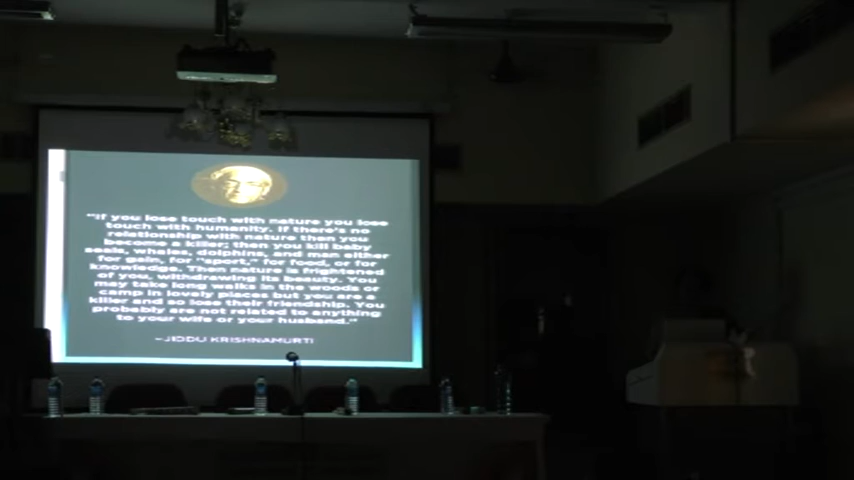 "If you lose touch with nature you lose
touch with humanity. If there's no
relationship with nature then you
become a killer; then you kill baby
seals, whales, dolphins, and man either
for gain, for "sport," for food, or for
knowledge. Then nature is frightened
of you, withdrawing its beauty. You
may take long walks in the woods or
camp in lovely places but you are a
killer and so lose their friendship. You
probably are not related to anything
to your wife or your husband."
~JIDDU KRISHNAMURTI